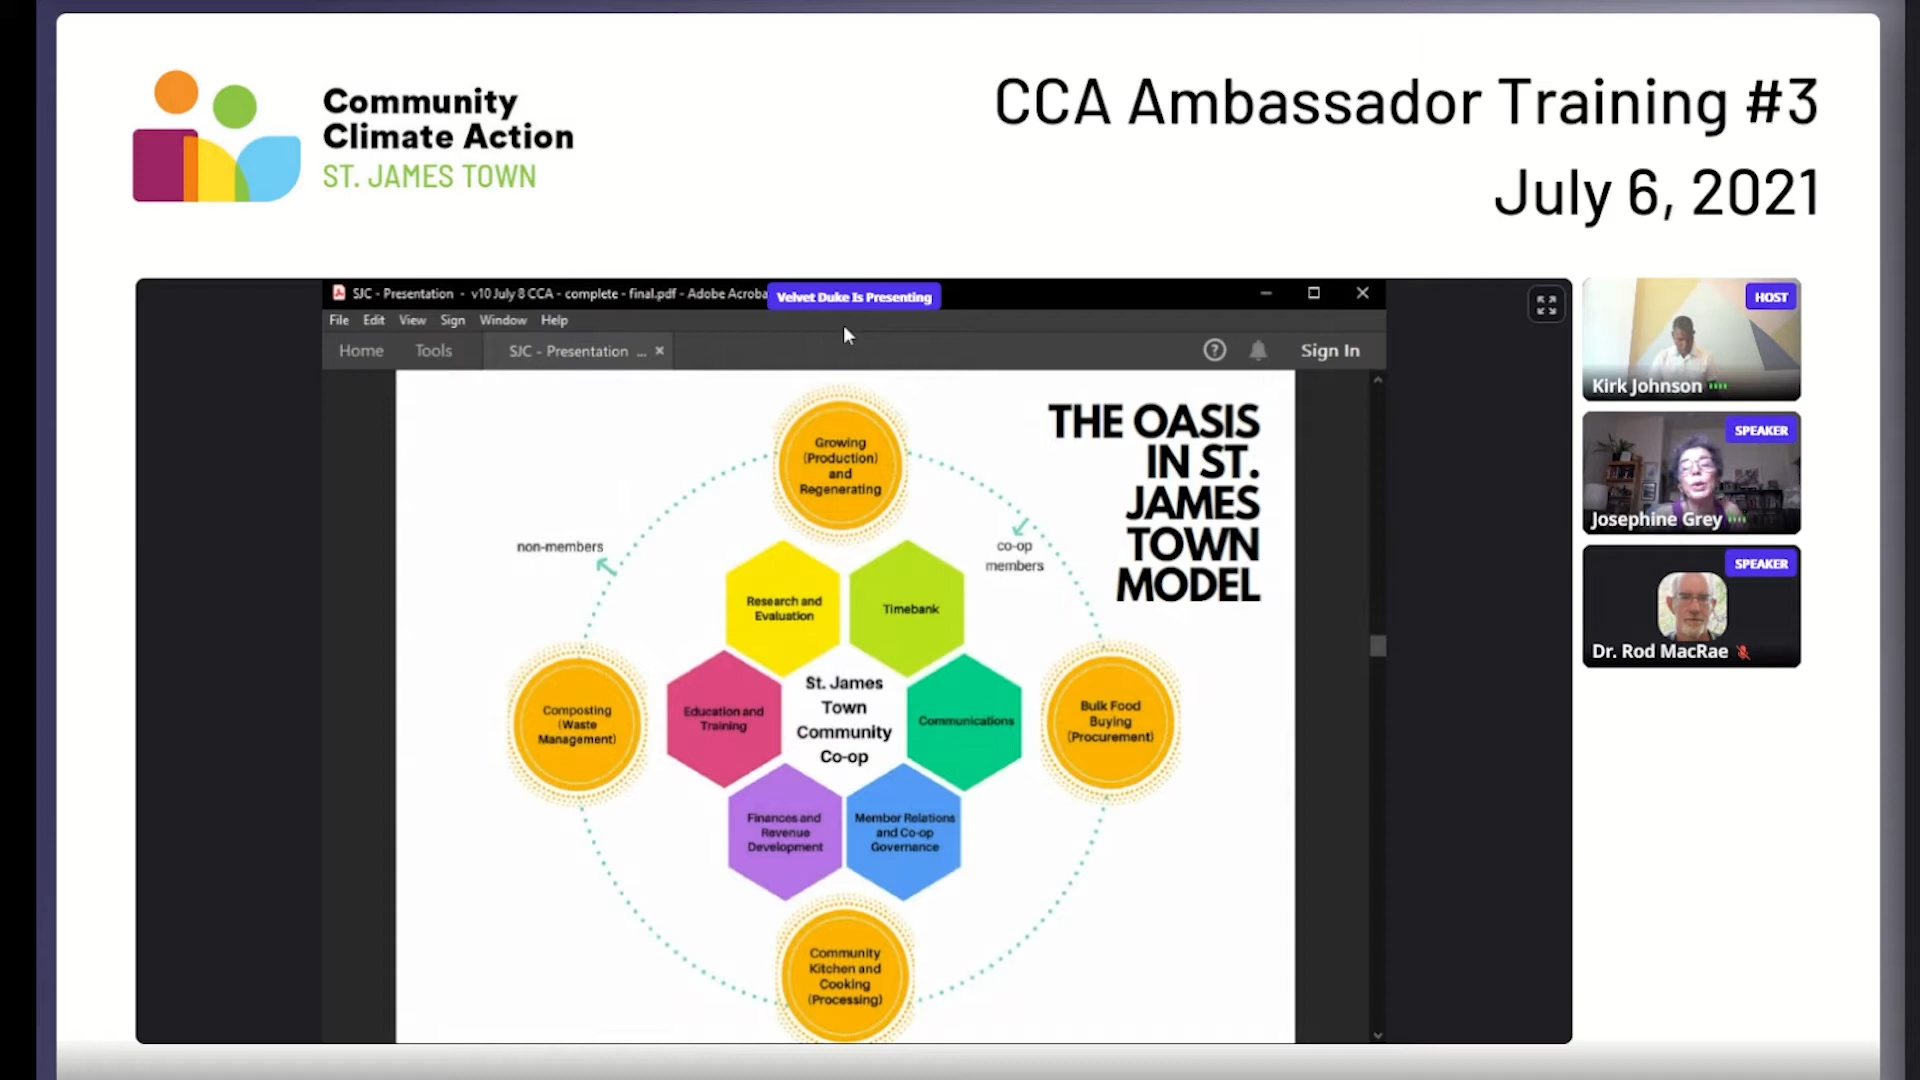 Community
Climate Action
ST. JAMES TOWN
CCA Ambassador Training #3
July 6, 2021
SJC - Presentation - v10 July 8 CCA - complete - final.pdf - Adobe Acroba
Velvet Duke Is Presenting
File Edit View Sign Window Help
Home Tools SJC - Presentation ... ×
? Sign In
THE OASIS
IN ST.
JAMES
TOWN
MODEL
Growing
(Production)
and
Regenerating
non-members
co-op
members
Research and
Evaluation
Timebank
Composting
(Waste
Management)
Education and
Training
St. James
Town
Community
Co-op
Communications
Bulk Food
Buying
(Procurement)
Finances and
Revenue
Development
Member Relations
and Co-op
Governance
Community
Kitchen and
Cooking
(Processing)
HOST
Kirk Johnson
SPEAKER
Josephine Grey
SPEAKER
Dr. Rod MacRae